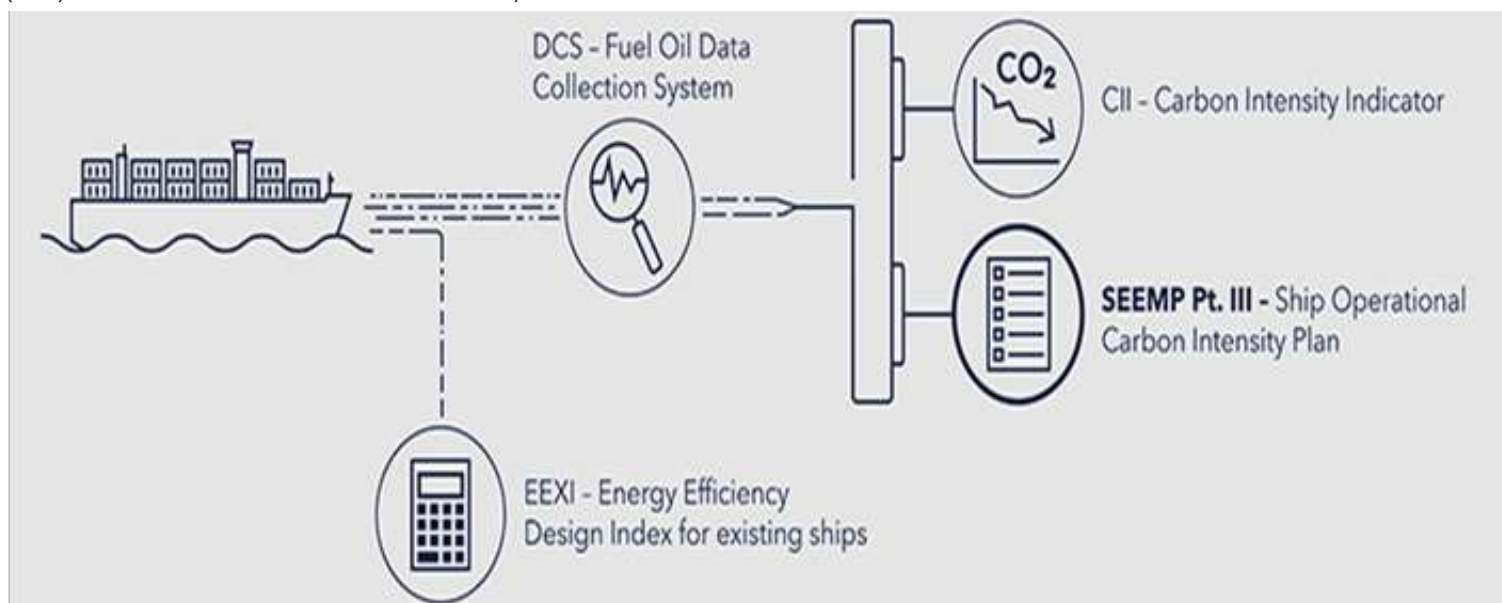 DCS - Fuel Oil Data
Collection System
CO₂
CII - Carbon Intensity Indicator
SEEMP Pt. III - Ship Operational
Carbon Intensity Plan
EEXI - Energy Efficiency
Design Index for existing ships